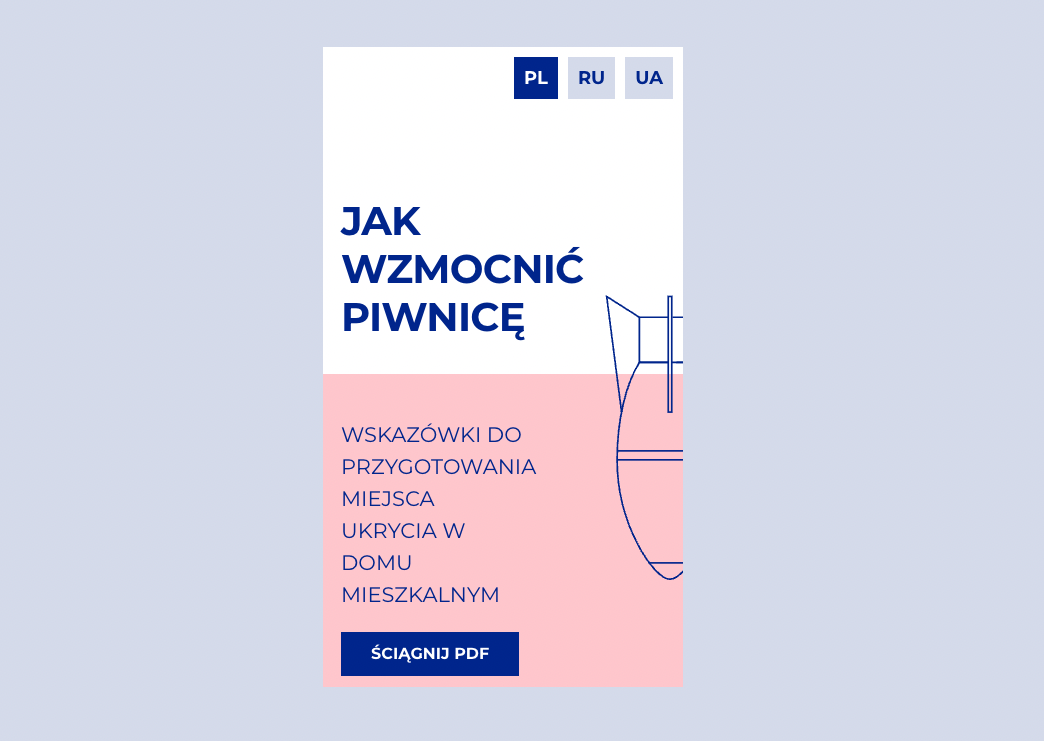 PL RU UA
JAK
WZMOCNIĆ
PIWNICĘ
WSKAZÓWKI DO
PRZYGOTOWANIA
MIEJSCA
UKRYCIA W
DOMU
MIESZKALNYM
ŚCIĄGNIJ PDF